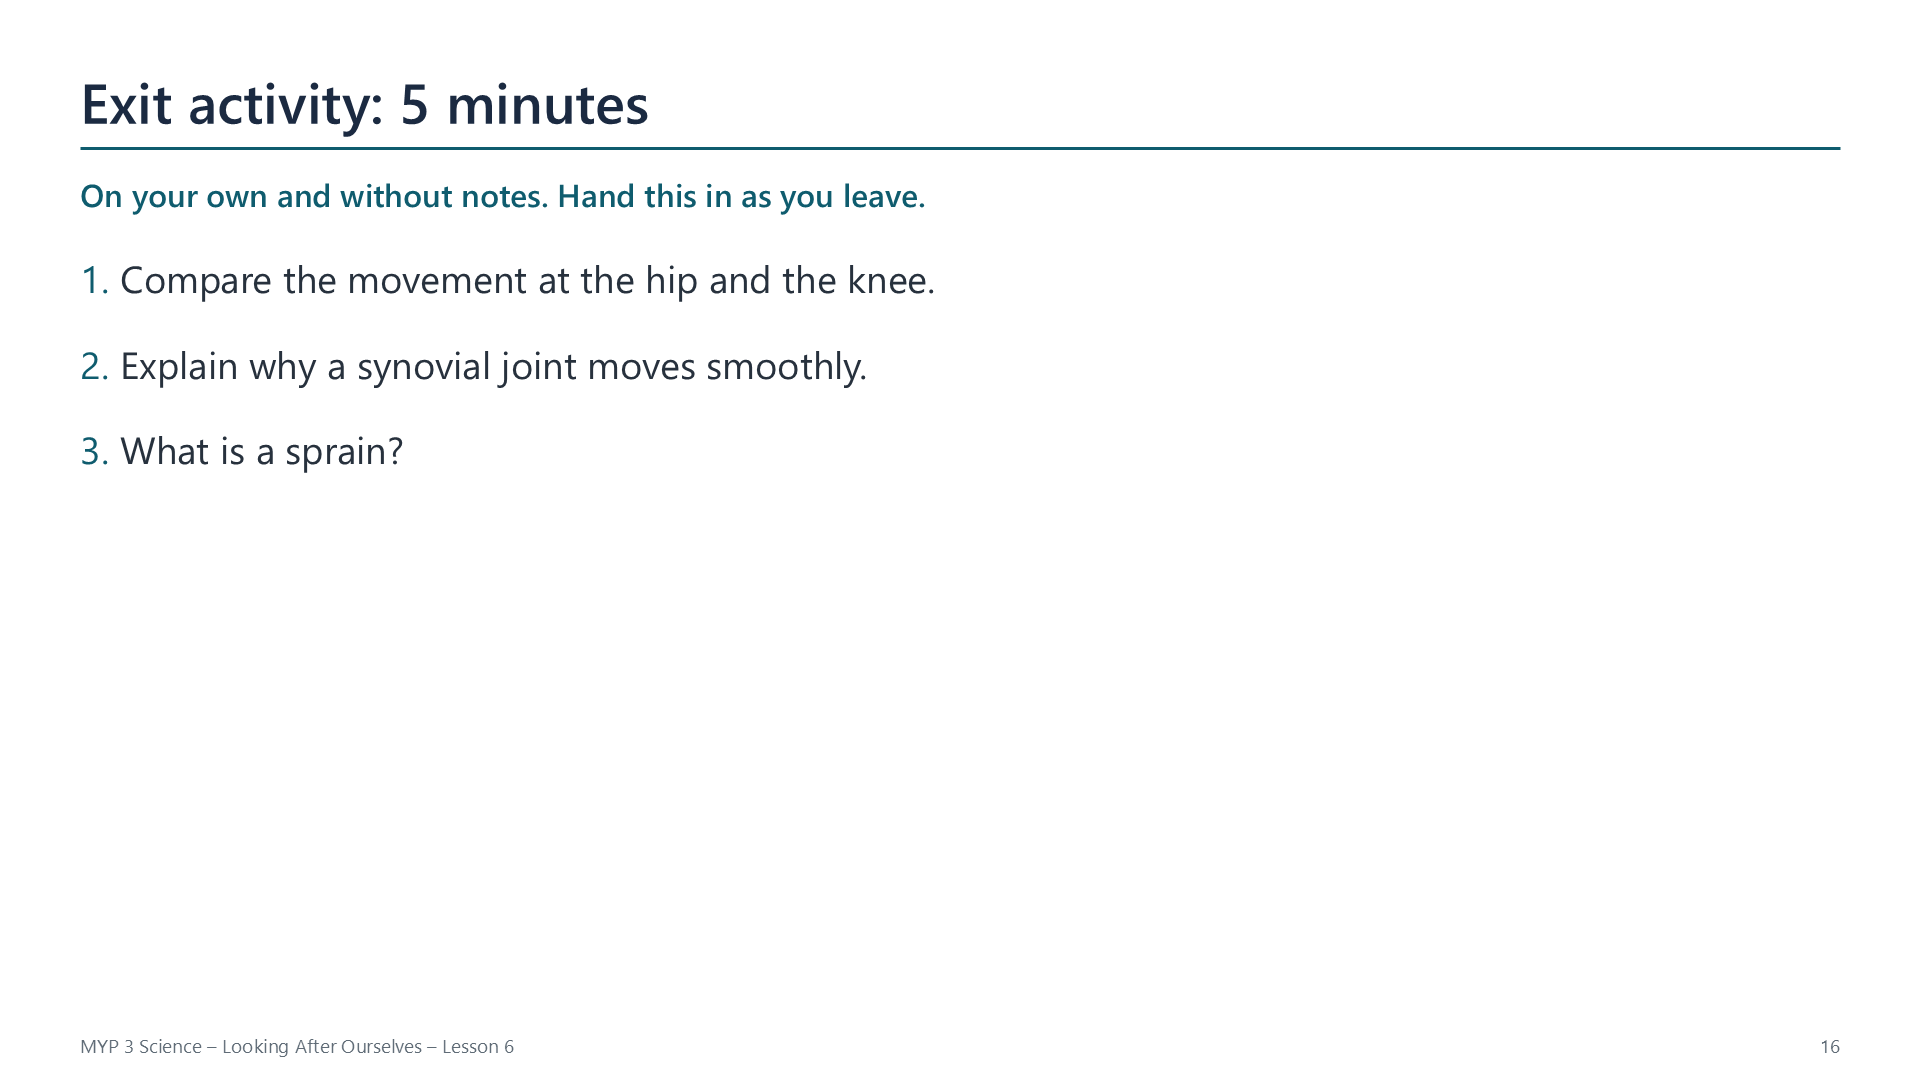 Exit activity: 5 minutes
On your own and without notes. Hand this in as you leave.
1. Compare the movement at the hip and the knee.
2. Explain why a synovial joint moves smoothly.
3. What is a sprain?
MYP 3 Science – Looking After Ourselves – Lesson 6
16